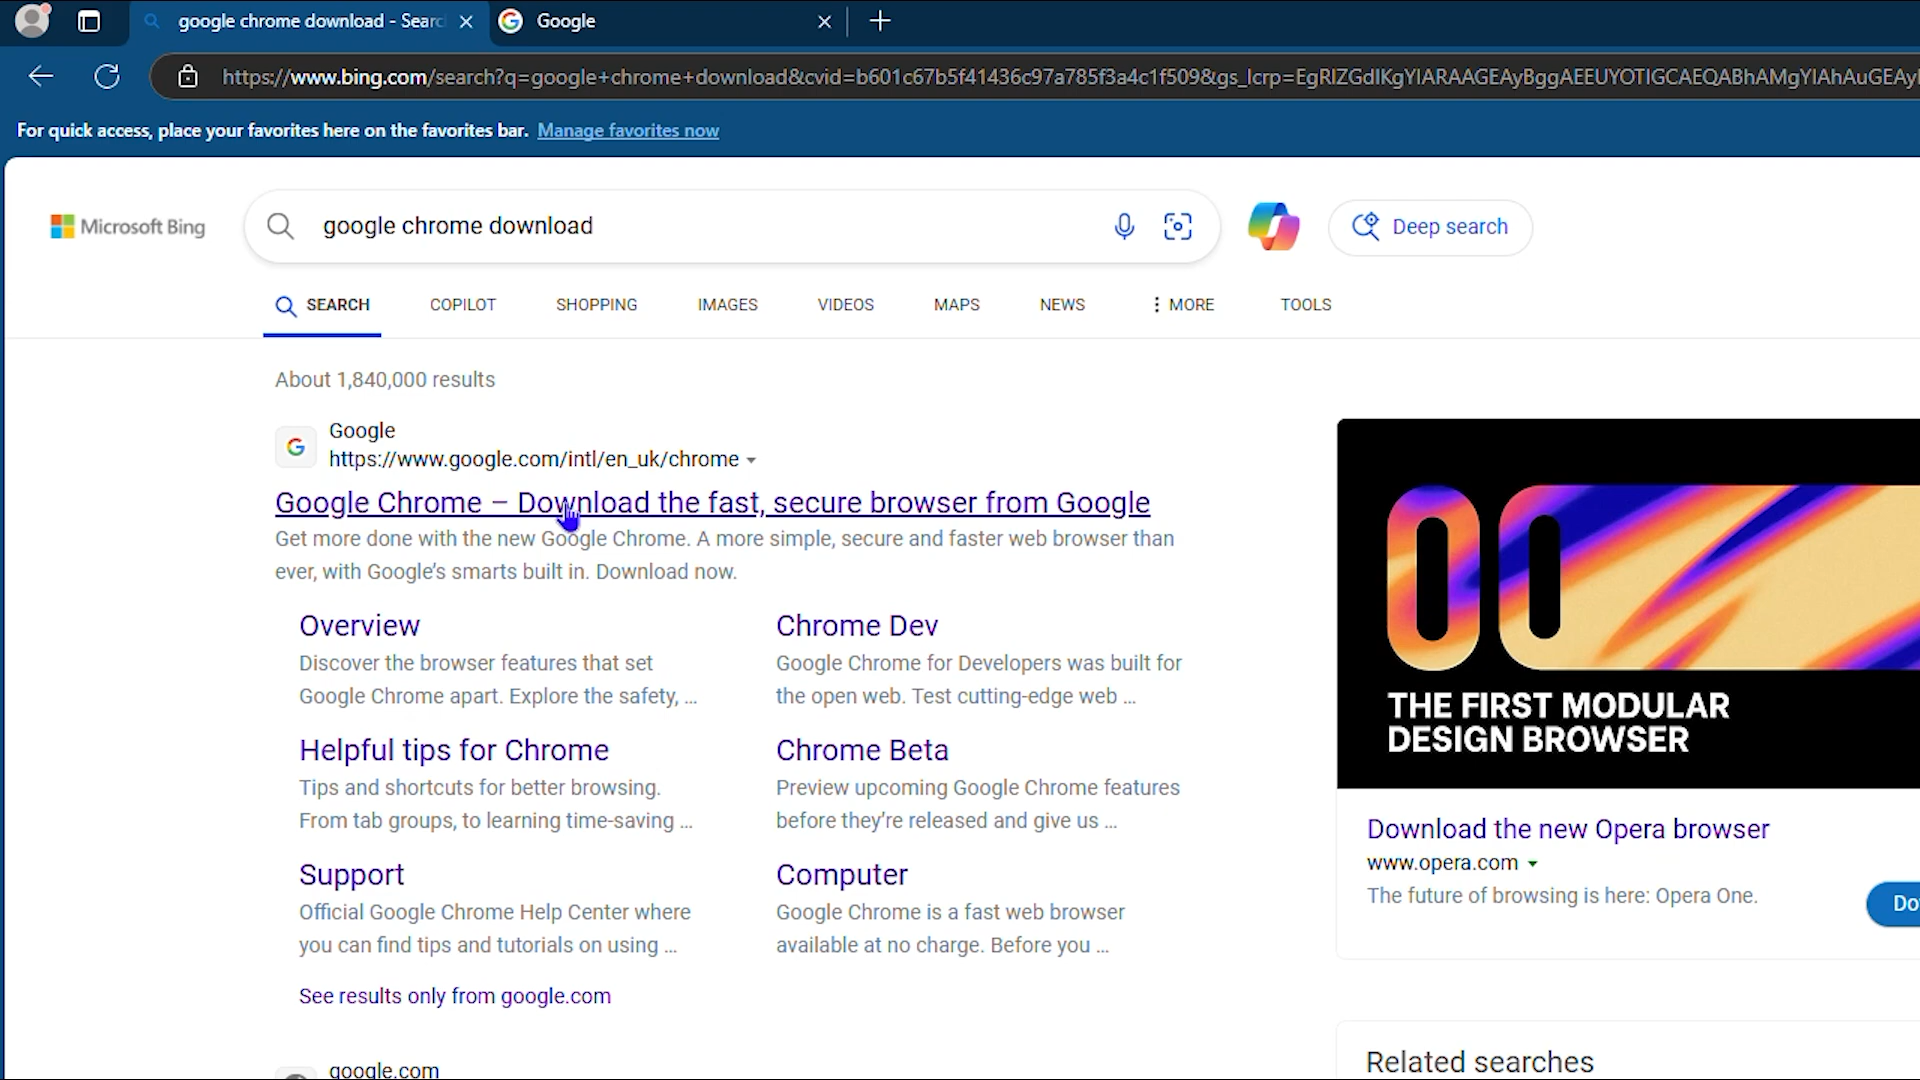 google chrome download - Searc
Google
https://www.bing.com/search?q=google+chrome+download&cvid=b601c67b5f41436c97a785f3a4c1f509&gs_lcrp=EgRlZGdlKgYIARAAGEAyBggAEEUYOTIGCAEQABhAMgYIAhAuGEAy
For quick access, place your favorites here on the favorites bar. Manage favorites now
Microsoft Bing
google chrome download
Deep search
SEARCH COPILOT SHOPPING IMAGES VIDEOS MAPS NEWS MORE TOOLS
About 1,840,000 results
Google
https://www.google.com/intl/en_uk/chrome
Google Chrome – Download the fast, secure browser from Google
Get more done with the new Google Chrome. A more simple, secure and faster web browser than
ever, with Google’s smarts built in. Download now.
Overview
Discover the browser features that set
Google Chrome apart. Explore the safety, ...
Chrome Dev
Google Chrome for Developers was built for
the open web. Test cutting-edge web ...
Helpful tips for Chrome
Tips and shortcuts for better browsing.
From tab groups, to learning time-saving ...
Chrome Beta
Preview upcoming Google Chrome features
before they’re released and give us ...
Support
Official Google Chrome Help Center where
you can find tips and tutorials on using ...
Computer
Google Chrome is a fast web browser
available at no charge. Before you ...
See results only from google.com
google.com
THE FIRST MODULAR
DESIGN BROWSER
Download the new Opera browser
www.opera.com
The future of browsing is here: Opera One.
Do
Related searches